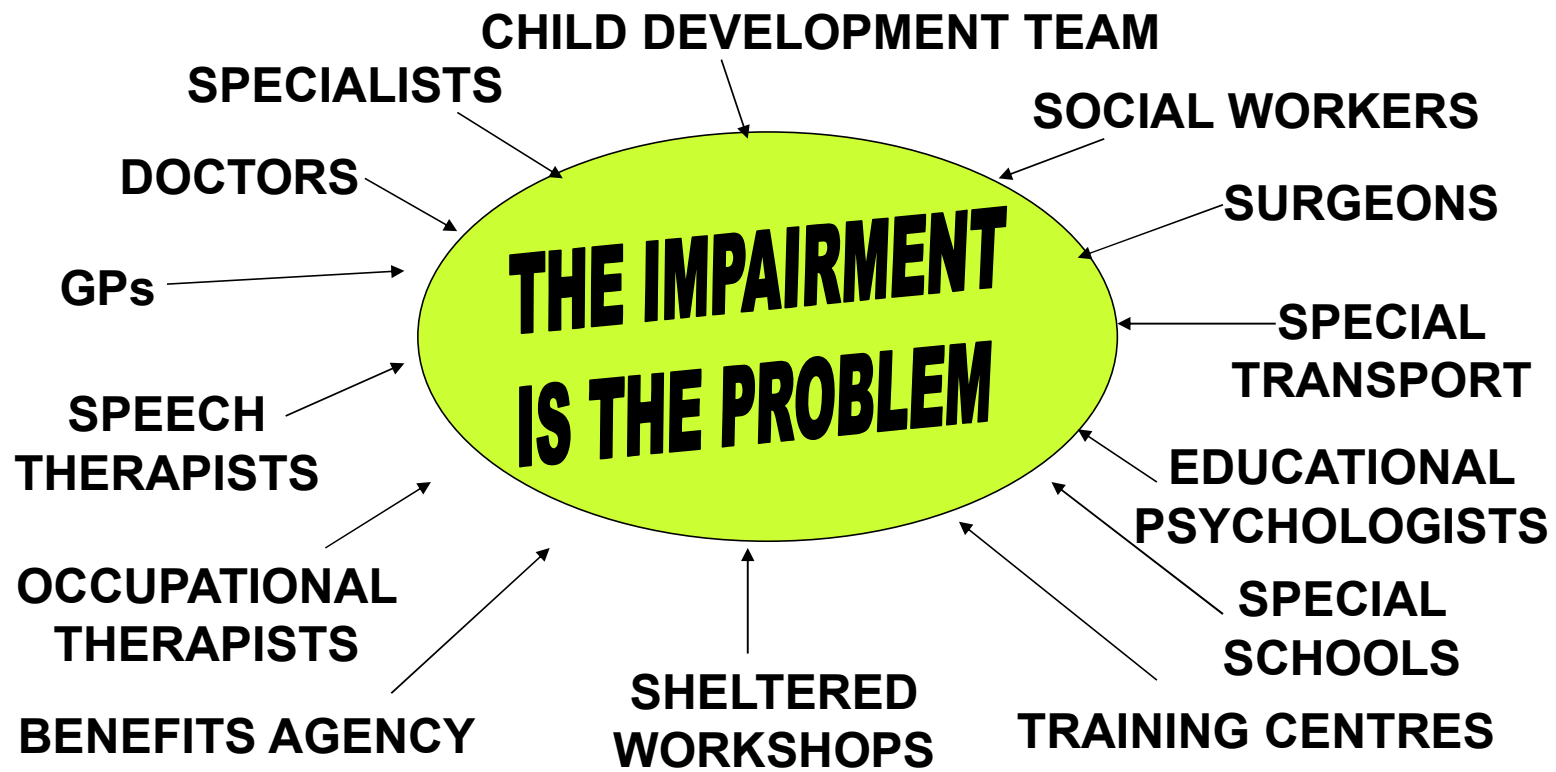 CHILD DEVELOPMENT TEAM
SPECIALISTS
SOCIAL WORKERS
DOCTORS
SURGEONS
THE IMPAIRMENT
IS THE PROBLEM
GPs
SPECIAL
TRANSPORT
SPEECH
THERAPISTS
EDUCATIONAL
PSYCHOLOGISTS
OCCUPATIONAL
THERAPISTS
SPECIAL
SCHOOLS
BENEFITS AGENCY
SHELTERED
WORKSHOPS
TRAINING CENTRES